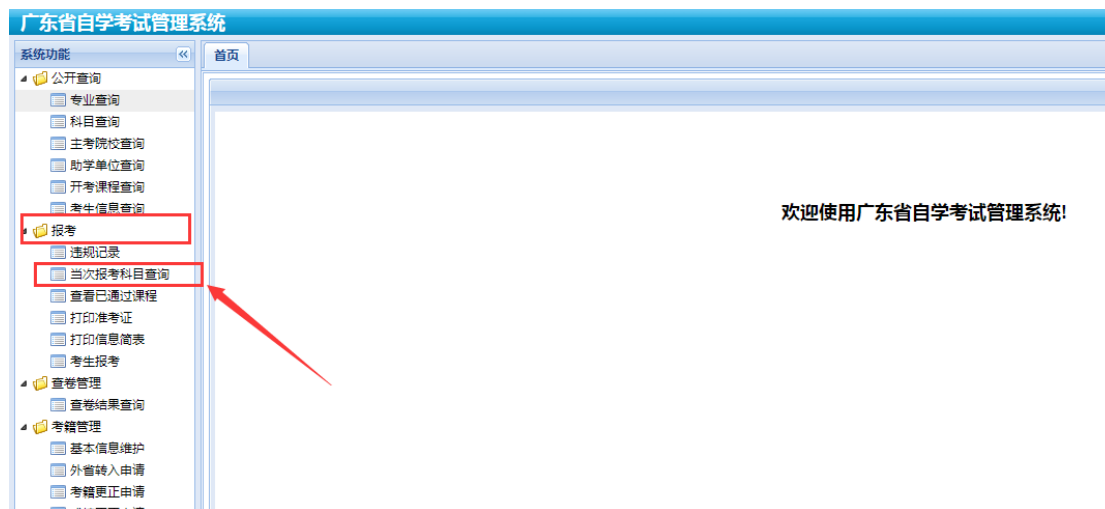 广东省自学考试管理系统
系统功能
首页
公开查询
专业查询
科目查询
主考院校查询
助学单位查询
开考课程查询
考生信息查询
报考
违规记录
当次报考科目查询
查看已通过课程
打印准考证
打印信息简表
考生报考
查卷管理
查卷结果查询
考籍管理
基本信息维护
外省转入申请
考籍更正申请
欢迎使用广东省自学考试管理系统!